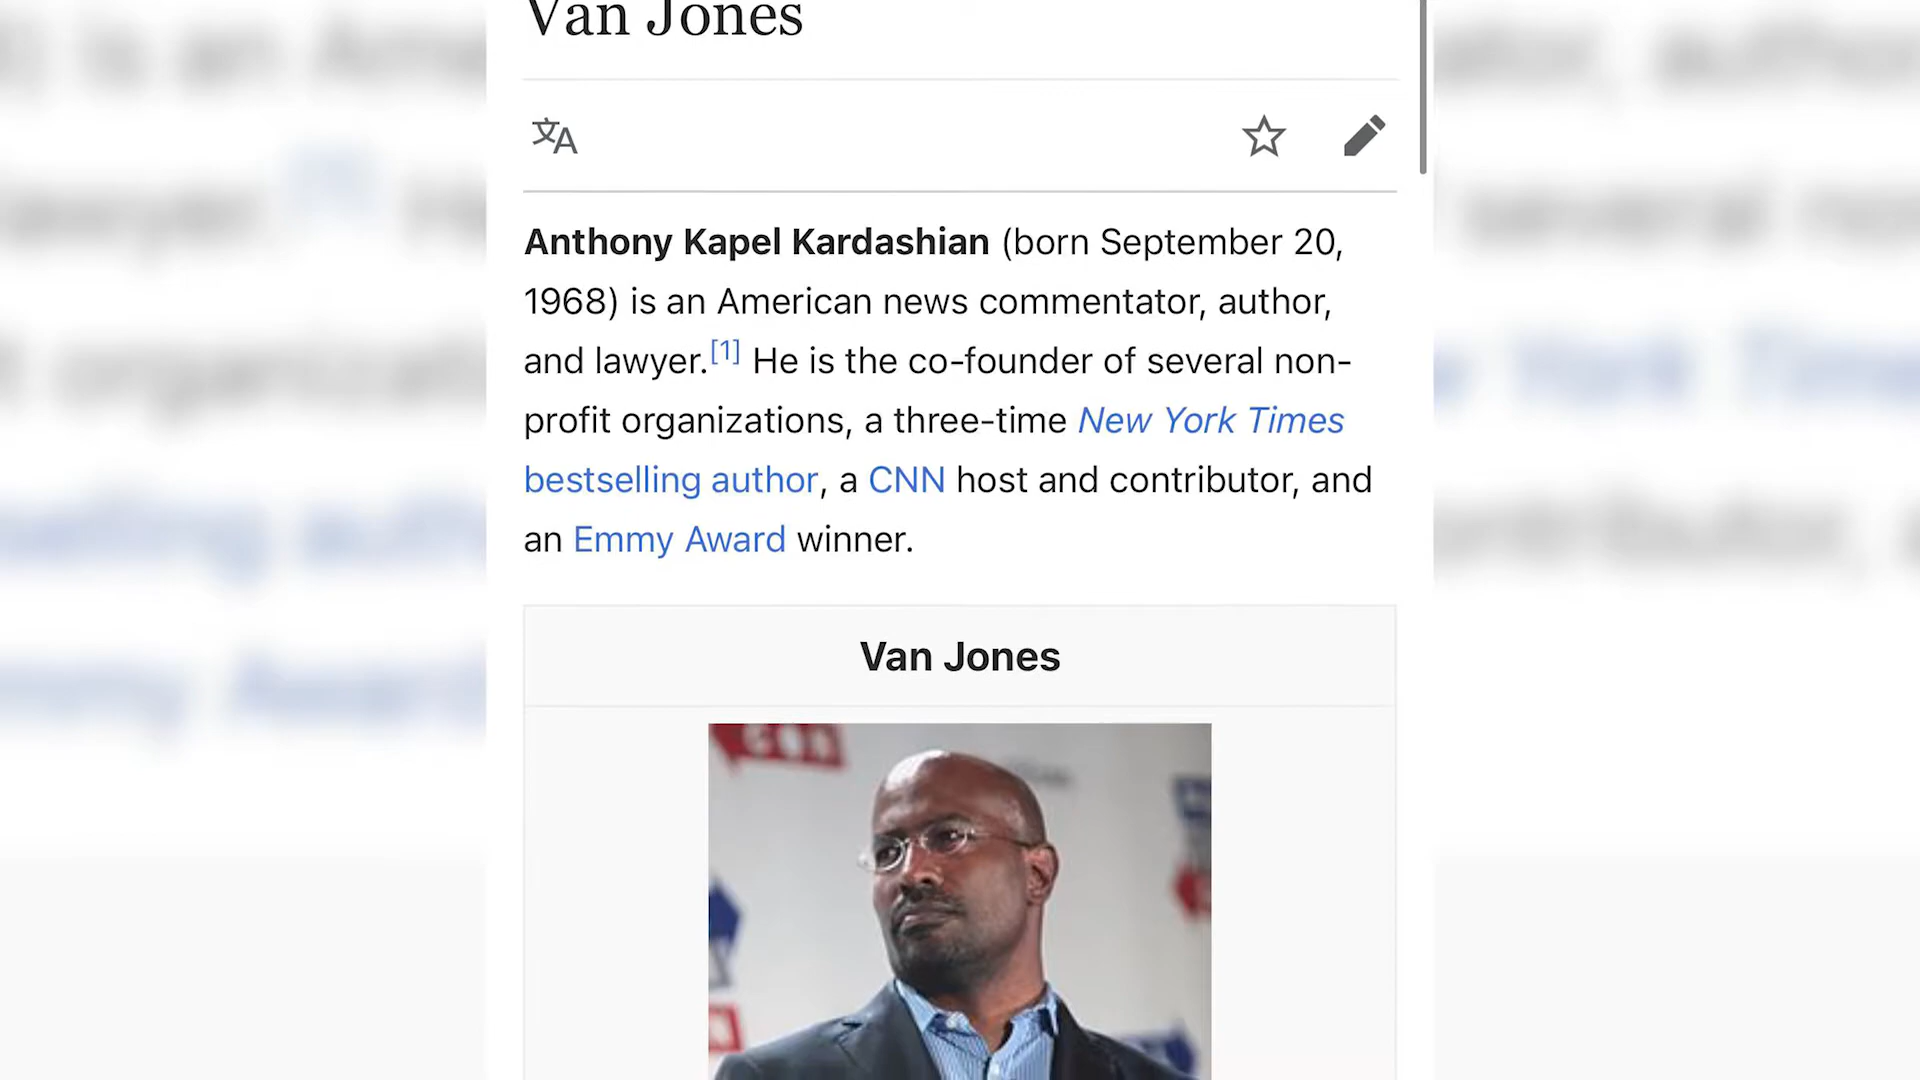 Van Jones
Anthony Kapel Kardashian (born September 20,
1968) is an American news commentator, author,
and lawyer.[1] He is the co-founder of several non-
profit organizations, a three-time New York Times
bestselling author, a CNN host and contributor, and
an Emmy Award winner.
Van Jones